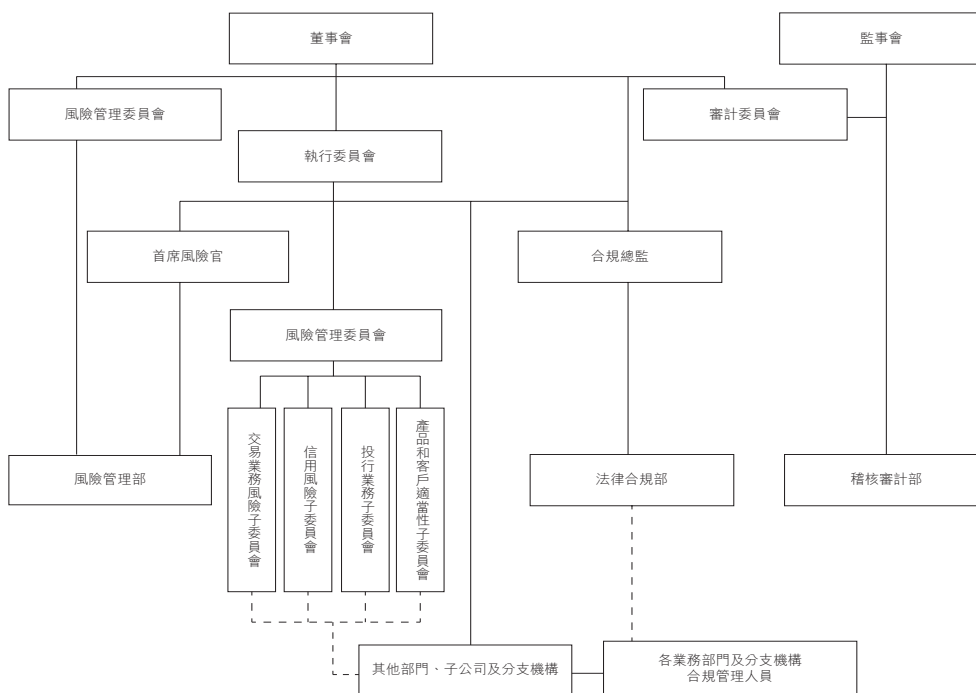 董事會
監事會
風險管理委員會
審計委員會
執行委員會
首席風險官
合規總監
風險管理委員會
交易業務風險子委員會
信用風險子委員會
投行業務子委員會
產品和客戶適當性子委員會
風險管理部
法律合規部
稽核審計部
其他部門、子公司及分支機構
各業務部門及分支機構
合規管理人員